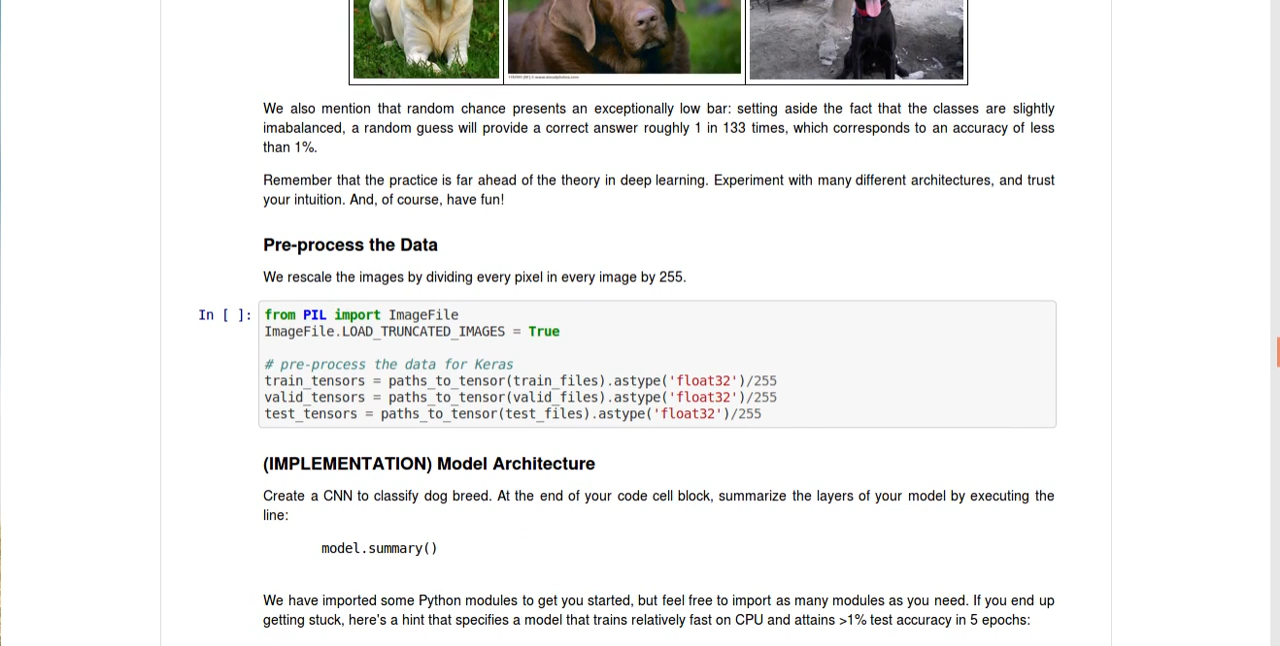 We also mention that random chance presents an exceptionally low bar: setting aside the fact that the classes are slightly
imabalanced, a random guess will provide a correct answer roughly 1 in 133 times, which corresponds to an accuracy of less
than 1%.
Remember that the practice is far ahead of the theory in deep learning. Experiment with many different architectures, and trust
your intuition. And, of course, have fun!
Pre-process the Data
We rescale the images by dividing every pixel in every image by 255.
In [ ]: from PIL import ImageFile
ImageFile.LOAD_TRUNCATED_IMAGES = True
# pre-process the data for Keras
train_tensors = paths_to_tensor(train_files).astype('float32')/255
valid_tensors = paths_to_tensor(valid_files).astype('float32')/255
test_tensors = paths_to_tensor(test_files).astype('float32')/255
(IMPLEMENTATION) Model Architecture
Create a CNN to classify dog breed. At the end of your code cell block, summarize the layers of your model by executing the
line:
model.summary()
We have imported some Python modules to get you started, but feel free to import as many modules as you need. If you end up
getting stuck, here's a hint that specifies a model that trains relatively fast on CPU and attains >1% test accuracy in 5 epochs: